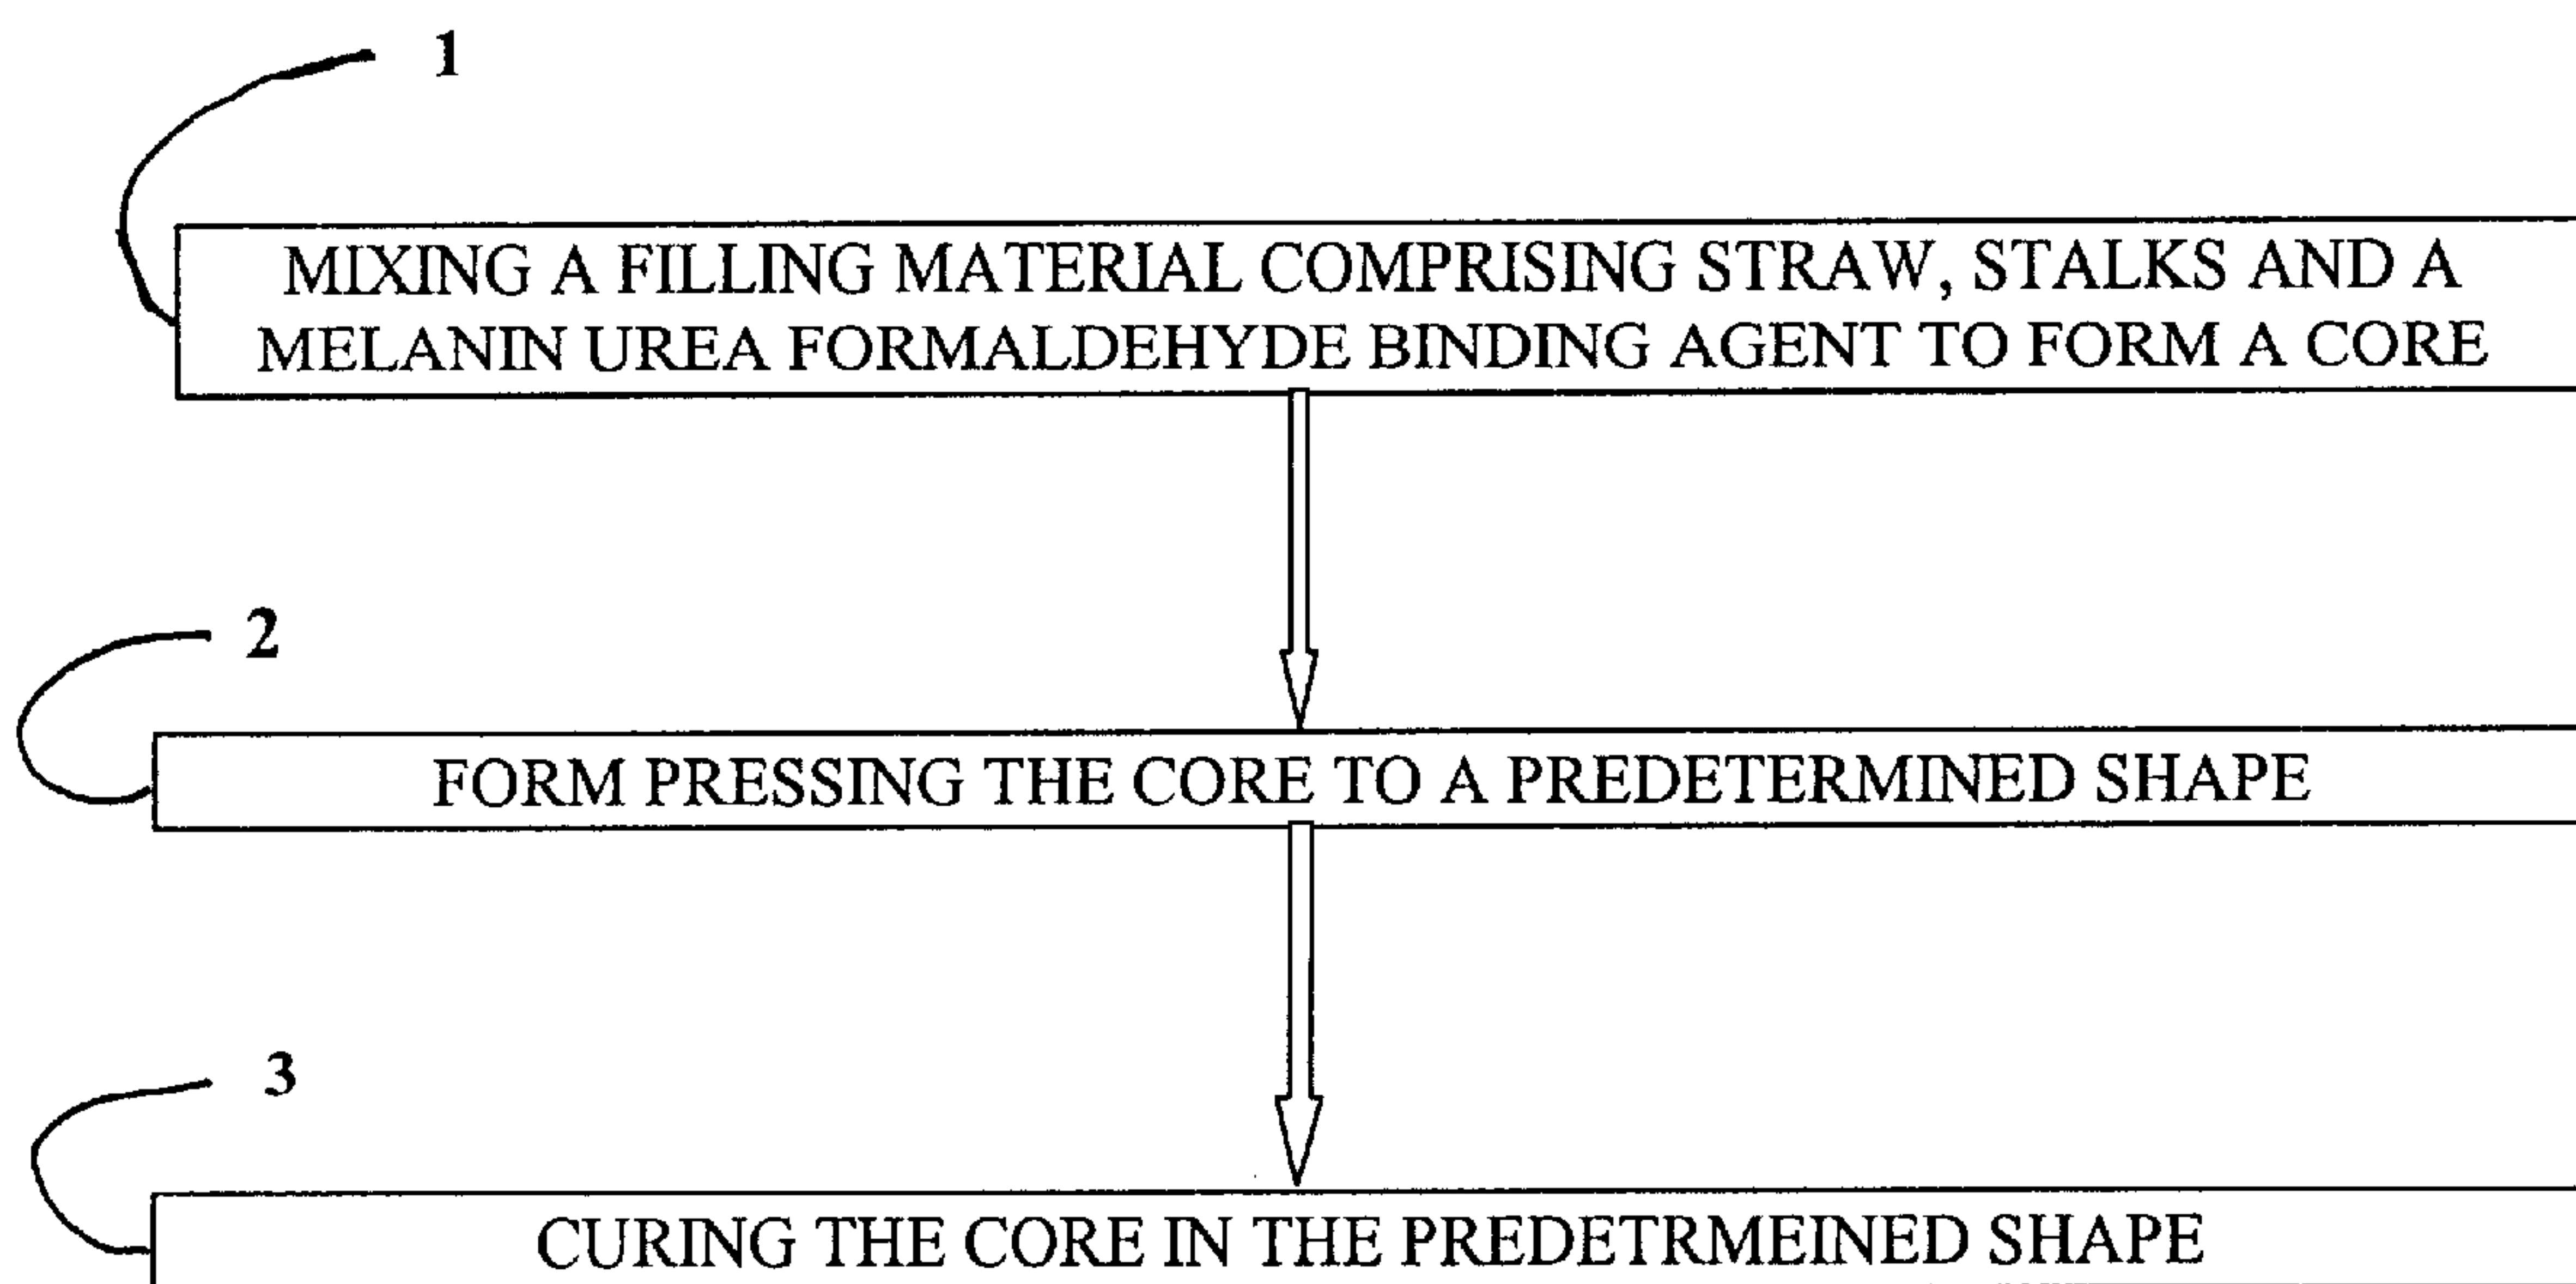 1
MIXING A FILLING MATERIAL COMPRISING STRAW, STALKS AND A
MELANIN UREA FORMALDEHYDE BINDING AGENT TO FORM A CORE
2
FORM PRESSING THE CORE TO A PREDETERMINED SHAPE
3
CURING THE CORE IN THE PREDETRMEINED SHAPE